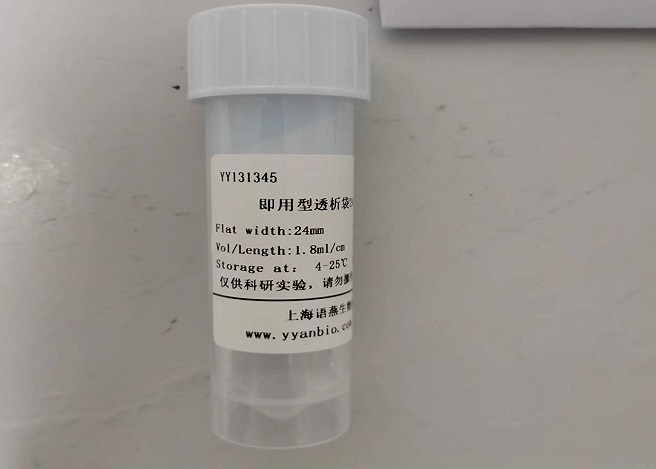 YY131345
即用型透析袋
Flat width:24mm
Vol/Length:1.8ml/cm
Storage at: 4-25℃
仅供科研实验，请勿
上海语燕生
www.yyanbio.co